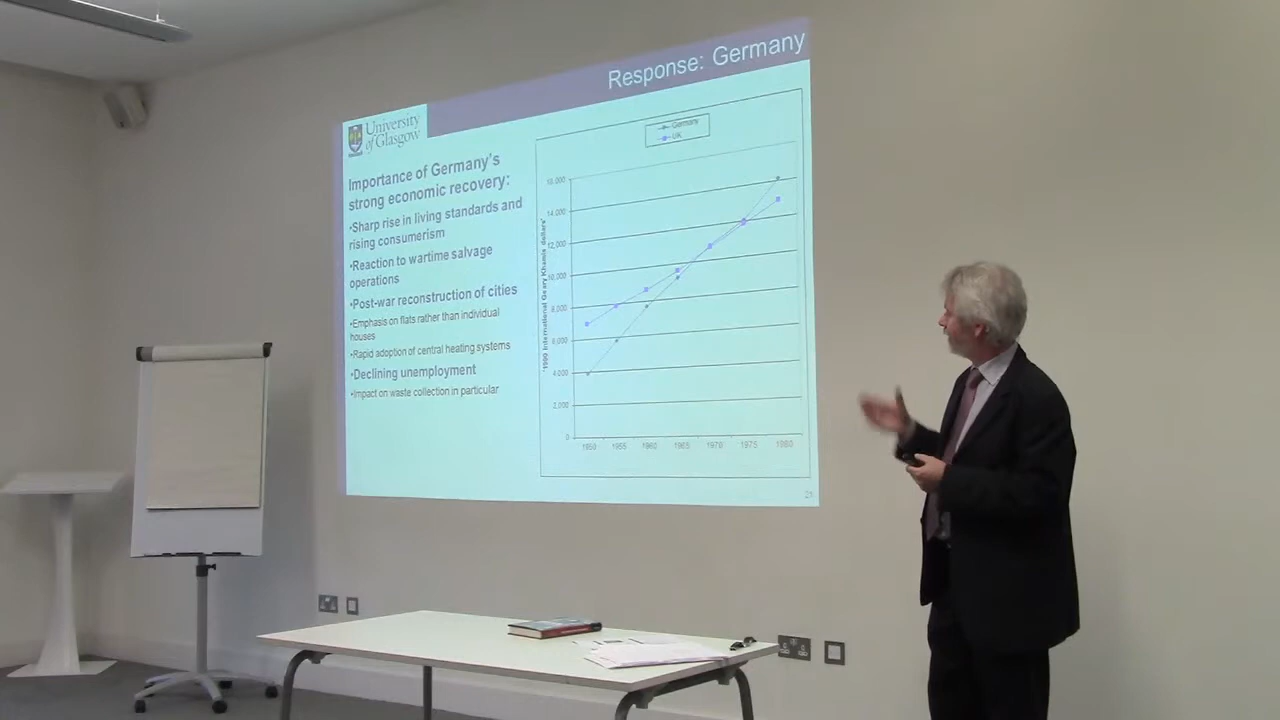 Response: Germany
University
of Glasgow
Importance of Germany's
strong economic recovery:
•Sharp rise in living standards and
rising consumerism
•Reaction to wartime salvage
operations
•Post-war reconstruction of cities
•Emphasis on flats rather than individual
houses
•Rapid adoption of central heating systems
•Declining unemployment
•Impact on waste collection in particular
Germany
UK
'1990 International Geary Khamis dollars'
16,000
14,000
12,000
10,000
8,000
6,000
4,000
2,000
0
1950 1955 1960 1965 1970 1975 1980